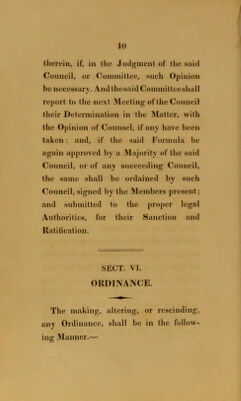 10
therein, if, in the Judgment of the said
Council, or Committee, such Opinion
be necessary. And the said Committee shall
report to the next Meeting of the Council
their Determination in the Matter, with
the Opinion of Counsel, if any have been
taken: and, if the said Formula be
again approved by a Majority of the said
Council, or of any succeeding Council,
the same shall be ordained by such
Council, signed by the Members present;
and submitted to the proper legal
Authorities, for their Sanction and
Ratification.
SECT. VI.
ORDINANCE.
The making, altering, or rescinding,
any Ordinance, shall be in the follow-
ing Manner.—